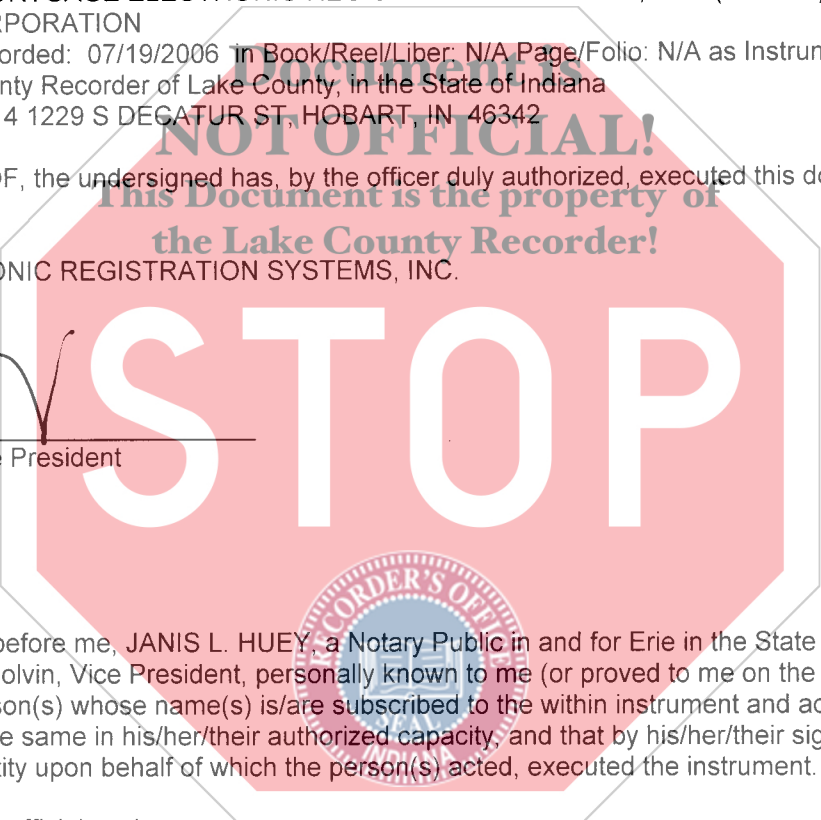 RPORATION
orded: 07/19/2006 in Book/Reel/Liber: N/A Page/Folio: N/A as Instrun
Document is
nty Recorder of Lake County, in the State of Indiana
4 1229 S DECATUR ST, HOBART, IN 46342
NOT OFFICIAL!
OF, the undersigned has, by the officer duly authorized, executed this do
This Document is the property of
the Lake County Recorder!
ONIC REGISTRATION SYSTEMS, INC.
STOP
e President
RECORDER'S OFFICE
before me, JANIS L. HUEY, a Notary Public in and for Erie in the State
olvin, Vice President, personally known to me (or proved to me on the
son(s) whose name(s) is/are subscribed to the within instrument and ac
SEAL
e same in his/her/their authorized capacity, and that by his/her/their sig
INDIANA
tity upon behalf of which the person(s) acted, executed the instrument.